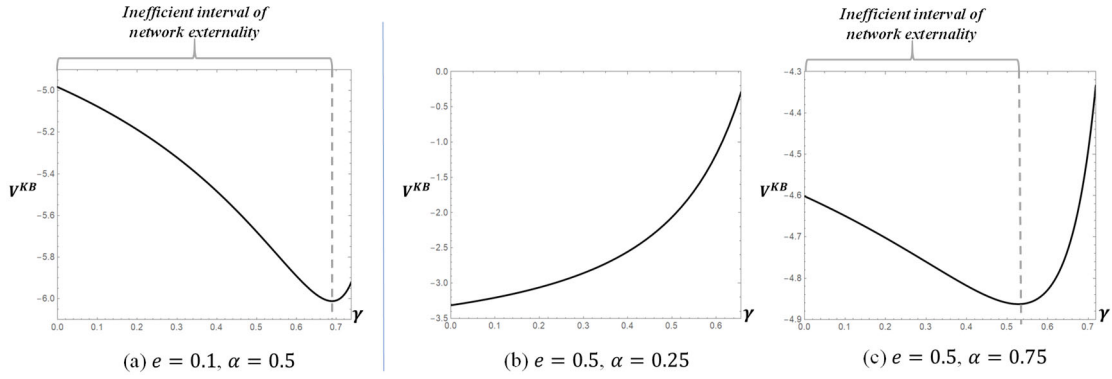 Inefficient interval of
network externality
-5.0
-5.2
-5.4
V^{KB}
-5.6
-5.8
-6.0
0.0 0.1 0.2 0.3 0.4 0.5 0.6 0.7
γ
(a) e = 0.1, α = 0.5
0.0
-0.5
-1.0
-1.5
V^{KB}
-2.0
-2.5
-3.0
-3.5
0.0 0.1 0.2 0.3 0.4 0.5 0.6
γ
(b) e = 0.5, α = 0.25
Inefficient interval of
network externality
-4.3
-4.4
-4.5
V^{KB}
-4.6
-4.7
-4.8
-4.9
0.0 0.1 0.2 0.3 0.4 0.5 0.6 0.7
γ
(c) e = 0.5, α = 0.75